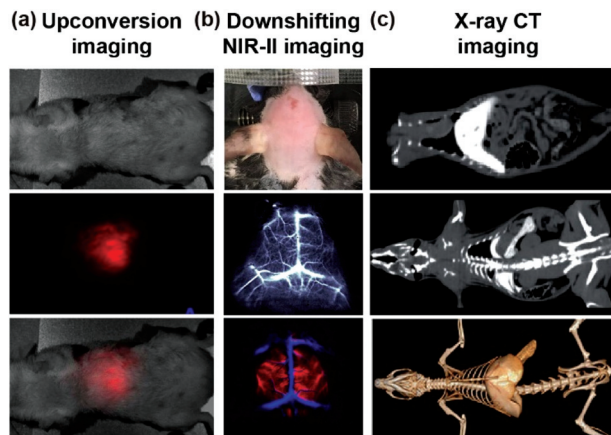 (a) Upconversion
imaging
(b) Downshifting
NIR-II imaging
(c) X-ray CT
imaging